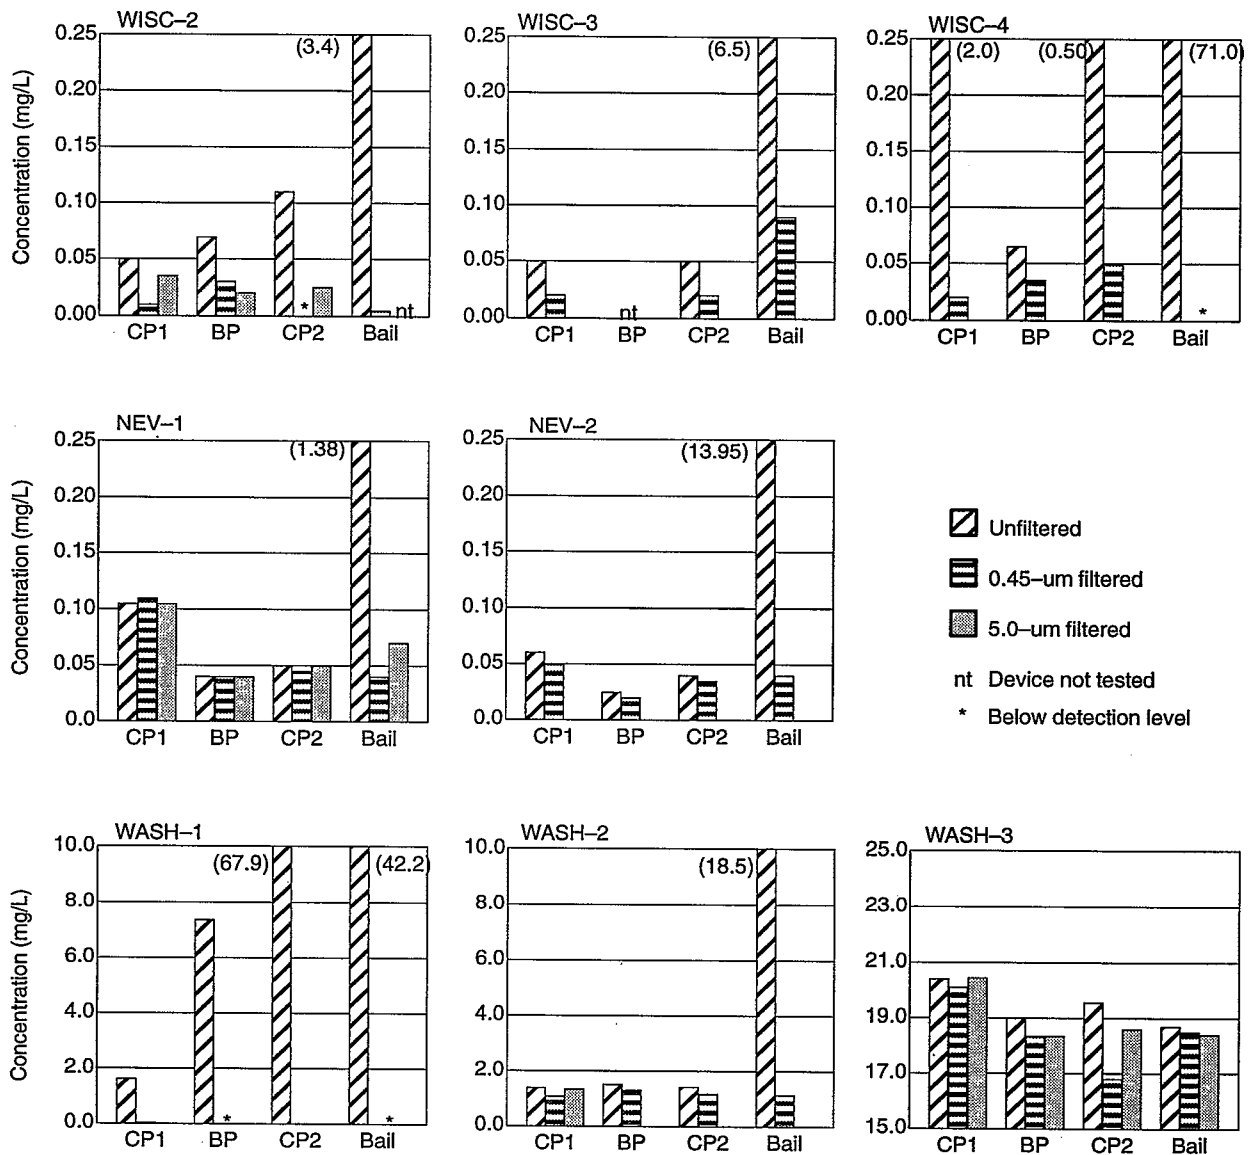 WISC–2
Concentration (mg/L)
0.25
0.20
0.15
0.10
0.05
0.00
(3.4)
*
nt
CP1 BP CP2 Bail
WISC–3
0.25
0.20
0.15
0.10
0.05
0.00
(6.5)
nt
CP1 BP CP2 Bail
WISC–4
0.25
0.20
0.15
0.10
0.05
0.00
(2.0) (0.50) (71.0)
*
CP1 BP CP2 Bail
NEV–1
Concentration (mg/L)
0.25
0.20
0.15
0.10
0.05
0.0
(1.38)
CP1 BP CP2 Bail
NEV–2
0.25
0.20
0.15
0.10
0.05
0.0
(13.95)
CP1 BP CP2 Bail
Unfiltered
0.45–um filtered
5.0–um filtered
nt Device not tested
* Below detection level
WASH–1
Concentration (mg/L)
10.0
8.0
6.0
4.0
2.0
0.0
(67.9) (42.2)
* *
CP1 BP CP2 Bail
WASH–2
10.0
8.0
6.0
4.0
2.0
0.0
(18.5)
CP1 BP CP2 Bail
WASH–3
25.0
23.0
21.0
19.0
17.0
15.0
CP1 BP CP2 Bail